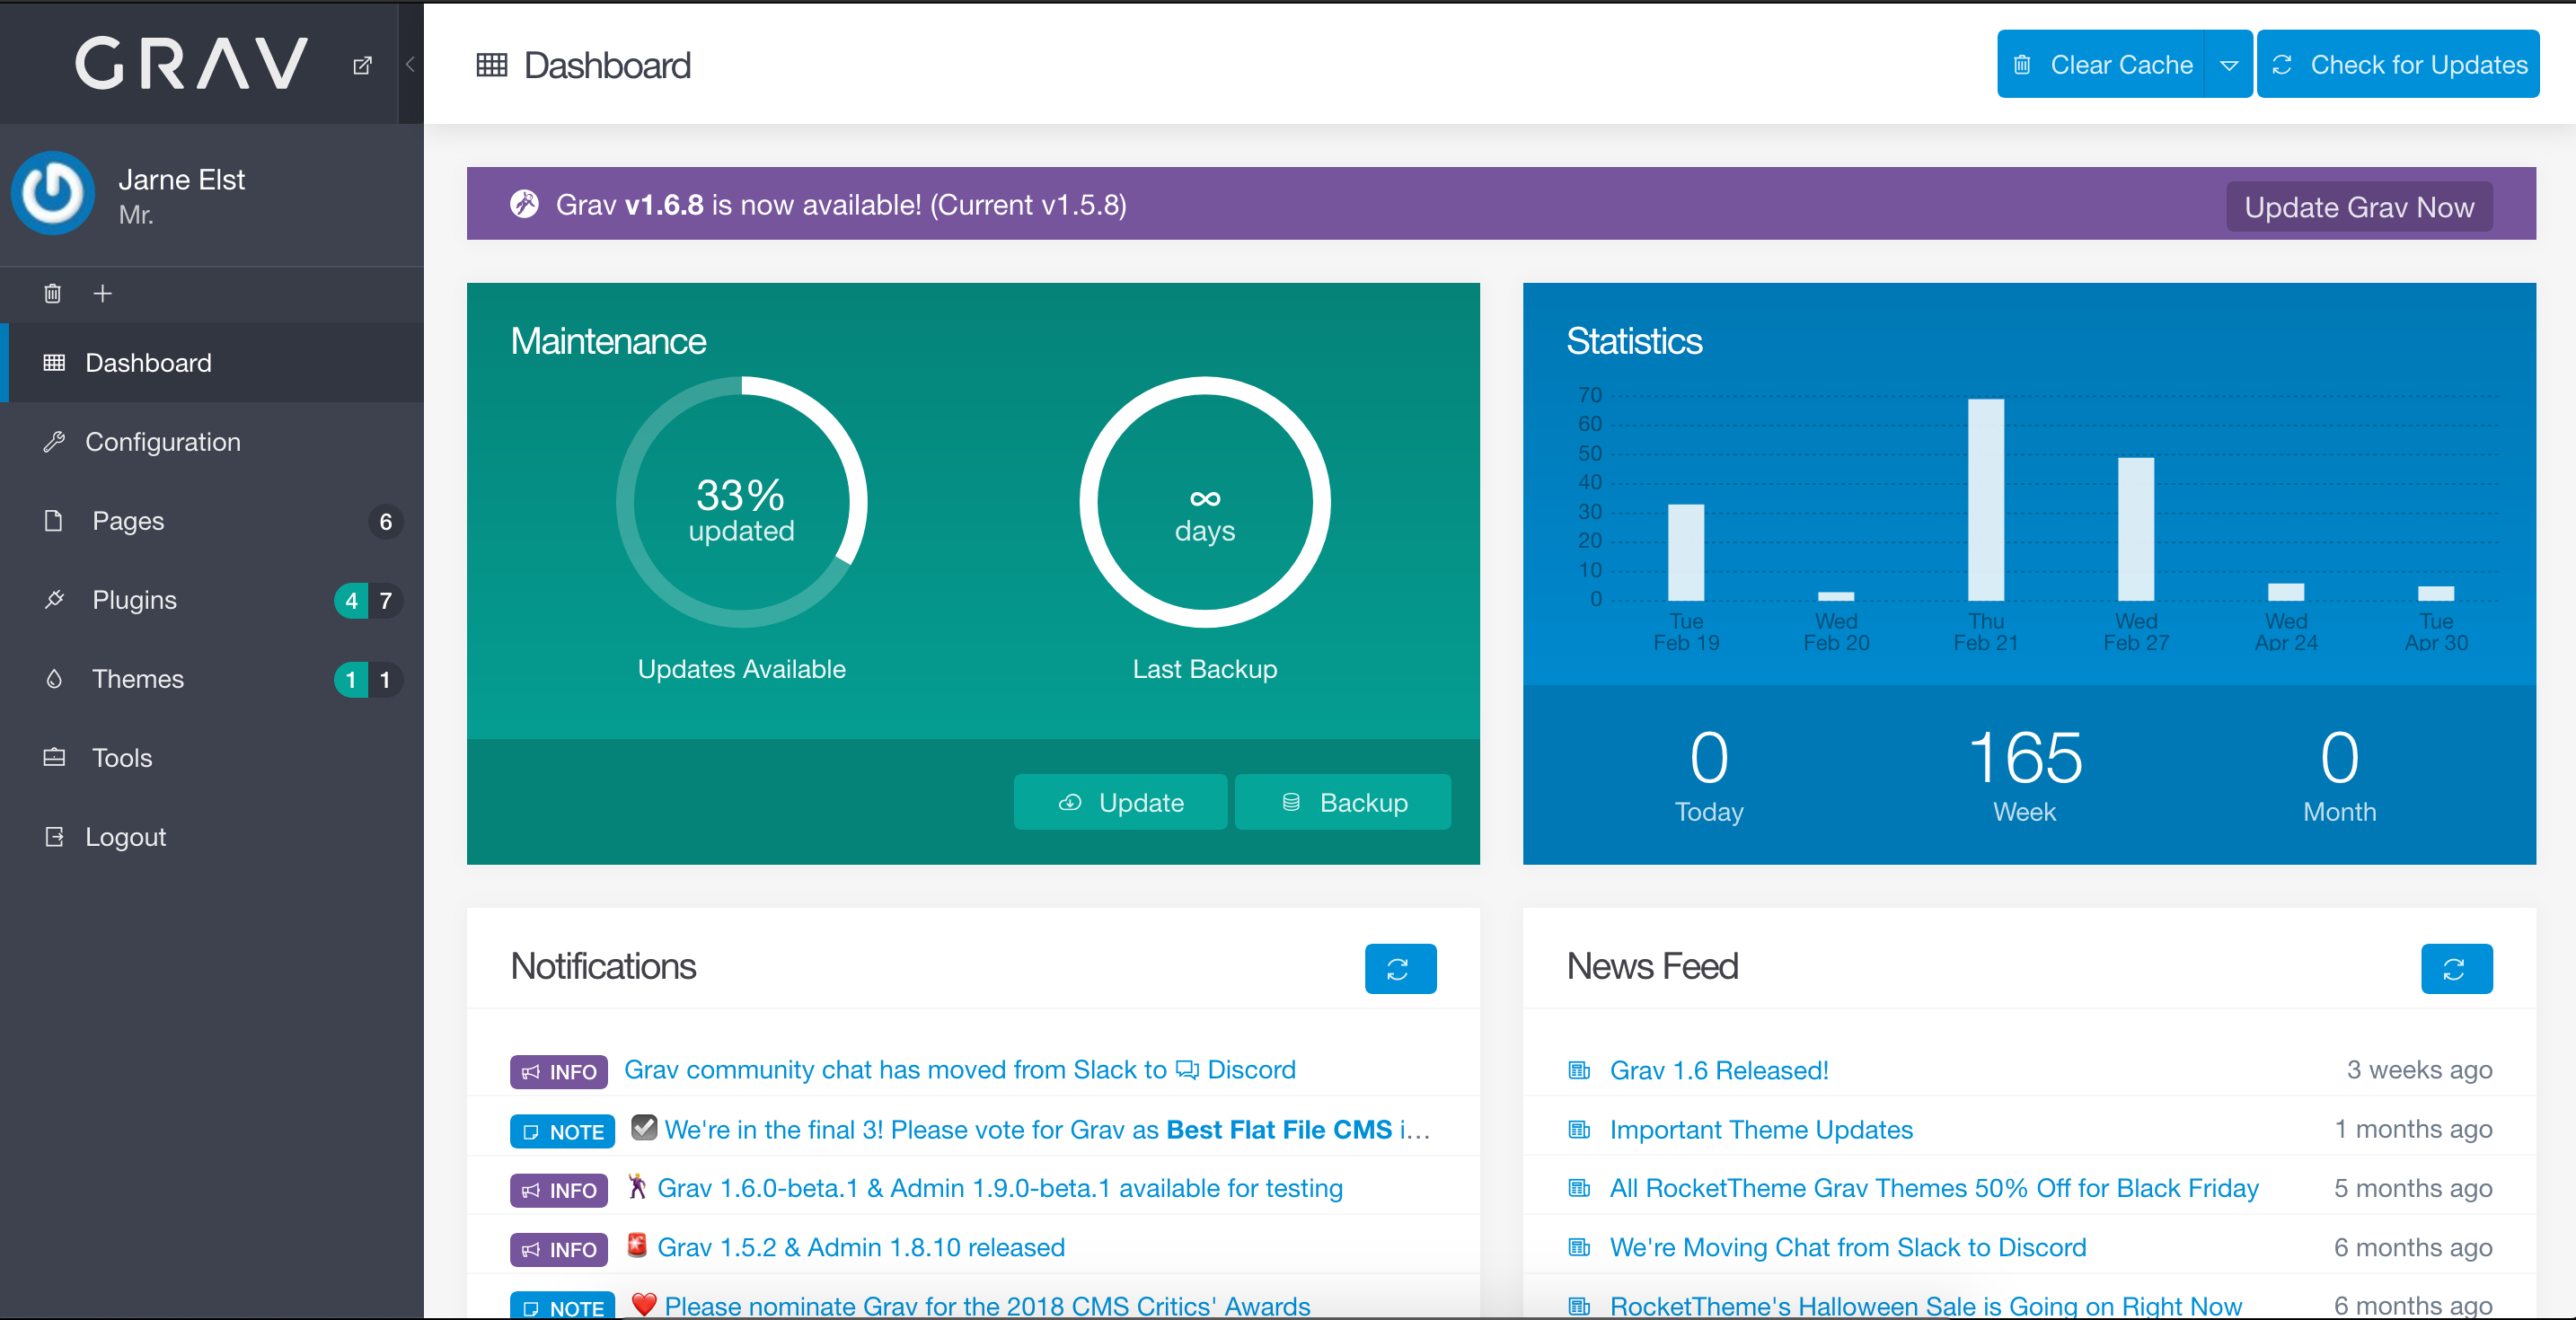 GRAV
Dashboard
Clear Cache
Check for Updates
Jarne Elst
Mr.
Dashboard
Configuration
Pages 6
Plugins 4 7
Themes 1 1
Tools
Logout
Grav v1.6.8 is now available! (Current v1.5.8)
Update Grav Now
Maintenance
33%
updated
Updates Available
∞
days
Last Backup
Update
Backup
Statistics
70
60
50
40
30
20
10
0
Tue
Feb 19
Wed
Feb 20
Thu
Feb 21
Wed
Feb 27
Wed
Apr 24
Tue
Apr 30
0
Today
165
Week
0
Month
Notifications
INFO Grav community chat has moved from Slack to Discord
NOTE ☑️ We're in the final 3! Please vote for Grav as Best Flat File CMS i…
INFO 🕺 Grav 1.6.0-beta.1 & Admin 1.9.0-beta.1 available for testing
INFO 🚨 Grav 1.5.2 & Admin 1.8.10 released
NOTE ❤️ Please nominate Grav for the 2018 CMS Critics' Awards
News Feed
Grav 1.6 Released! 3 weeks ago
Important Theme Updates 1 months ago
All RocketTheme Grav Themes 50% Off for Black Friday 5 months ago
We're Moving Chat from Slack to Discord 6 months ago
RocketTheme's Halloween Sale is Going on Right Now 6 months ago